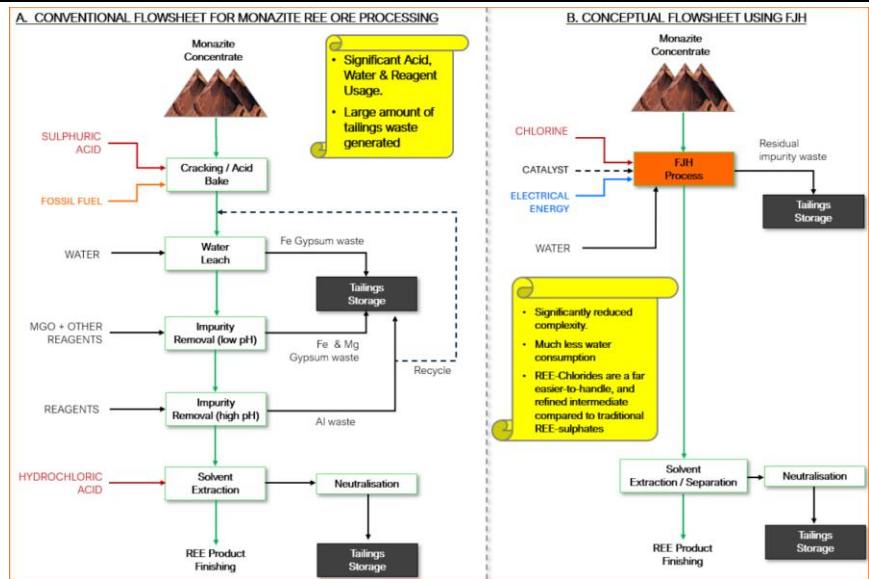 A. CONVENTIONAL FLOWSHEET FOR MONAZITE REE ORE PROCESSING
Monazite
Concentrate
• Significant Acid,
Water & Reagent
Usage.
• Large amount of
tailings waste
generated
SULPHURIC
ACID
Cracking / Acid
Bake
FOSSIL FUEL
WATER
Water
Leach
Fe Gypsum waste
Tailings
Storage
MGO + OTHER
REAGENTS
Impurity
Removal (low pH)
Fe & Mg
Gypsum waste
Recycle
REAGENTS
Impurity
Removal (high pH)
Al waste
HYDROCHLORIC
ACID
Solvent
Extraction
Neutralisation
REE Product
Finishing
Tailings
Storage
B. CONCEPTUAL FLOWSHEET USING FJH
Monazite
Concentrate
CHLORINE
CATALYST
ELECTRICAL
ENERGY
FJH
Process
Residual
impurity waste
Tailings
Storage
WATER
• Significantly reduced
complexity.
• Much less water
consumption
• REE-Chlorides are a far
easier-to-handle, and
refined intermediate
compared to traditional
REE-sulphates
Solvent
Extraction / Separation
Neutralisation
REE Product
Finishing
Tailings
Storage